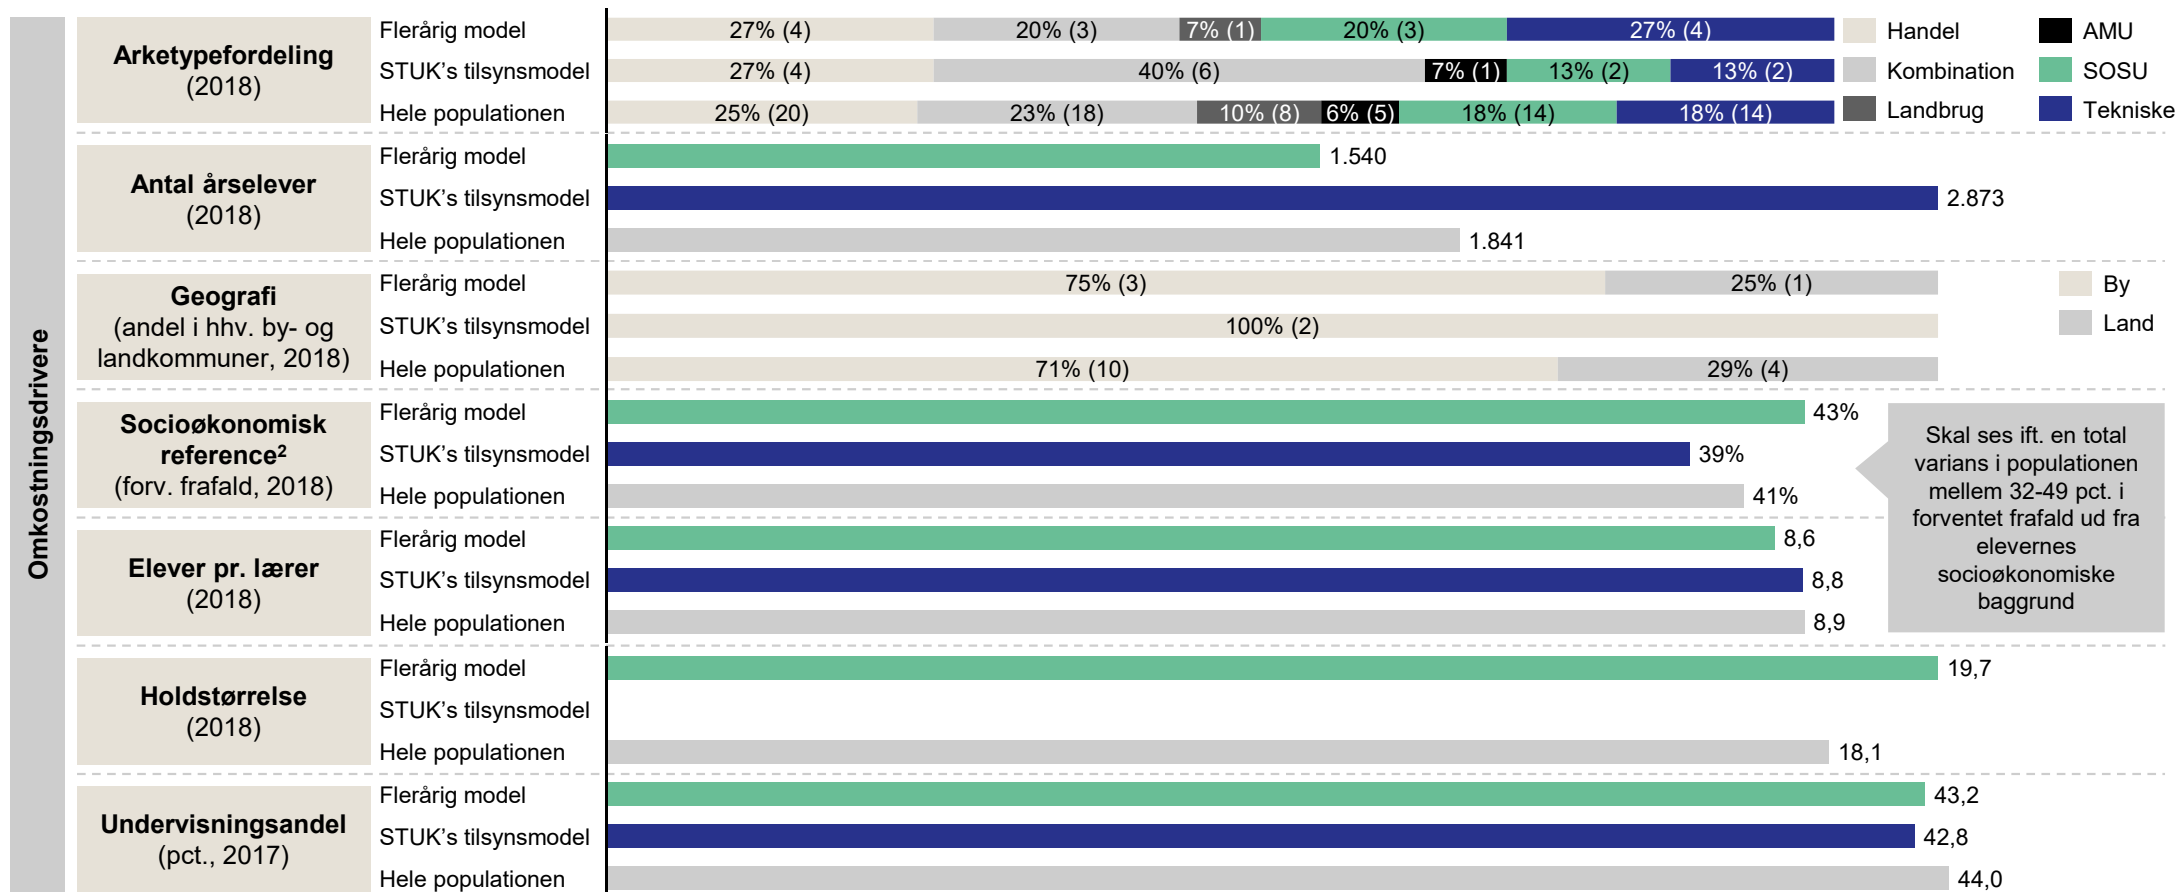 Omkostningsdrivere
Arketypefordeling
(2018)
Flerårig model
27% (4) 20% (3) 7% (1) 20% (3) 27% (4)
STUK's tilsynsmodel
27% (4) 40% (6) 7% (1) 13% (2) 13% (2)
Hele populationen
25% (20) 23% (18) 10% (8) 6% (5) 18% (14) 18% (14)
Handel AMU
Kombination SOSU
Landbrug Tekniske
Antal årselever
(2018)
Flerårig model 1.540
STUK's tilsynsmodel 2.873
Hele populationen 1.841
Geografi
(andel i hhv. by- og
landkommuner, 2018)
Flerårig model 75% (3) 25% (1)
STUK's tilsynsmodel 100% (2)
Hele populationen 71% (10) 29% (4)
By
Land
Socioøkonomisk
reference²
(forv. frafald, 2018)
Flerårig model 43%
STUK's tilsynsmodel 39%
Hele populationen 41%
Skal ses ift. en total
varians i populationen
mellem 32-49 pct. i
forventet frafald ud fra
elevernes
socioøkonomiske
baggrund
Elever pr. lærer
(2018)
Flerårig model 8,6
STUK's tilsynsmodel 8,8
Hele populationen 8,9
Holdstørrelse
(2018)
Flerårig model 19,7
STUK's tilsynsmodel
Hele populationen 18,1
Undervisningsandel
(pct., 2017)
Flerårig model 43,2
STUK's tilsynsmodel 42,8
Hele populationen 44,0